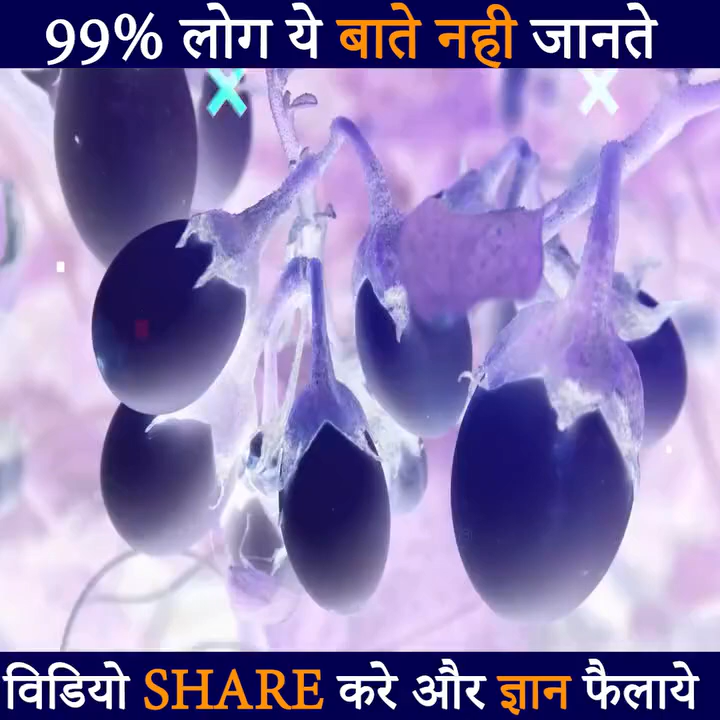 99% लोग ये बाते नही जानते
विडियो SHARE करे और ज्ञान फैलाये